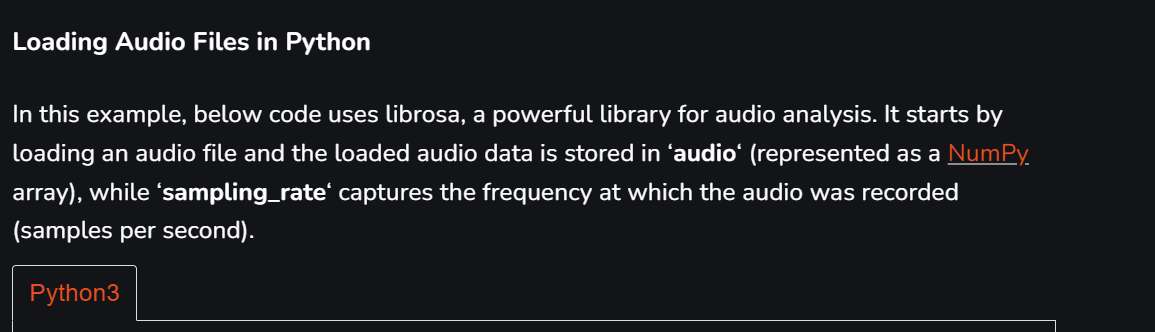 Loading Audio Files in Python
In this example, below code uses librosa, a powerful library for audio analysis. It starts by
loading an audio file and the loaded audio data is stored in ‘audio‘ (represented as a NumPy
array), while ‘sampling_rate‘ captures the frequency at which the audio was recorded
(samples per second).
Python3